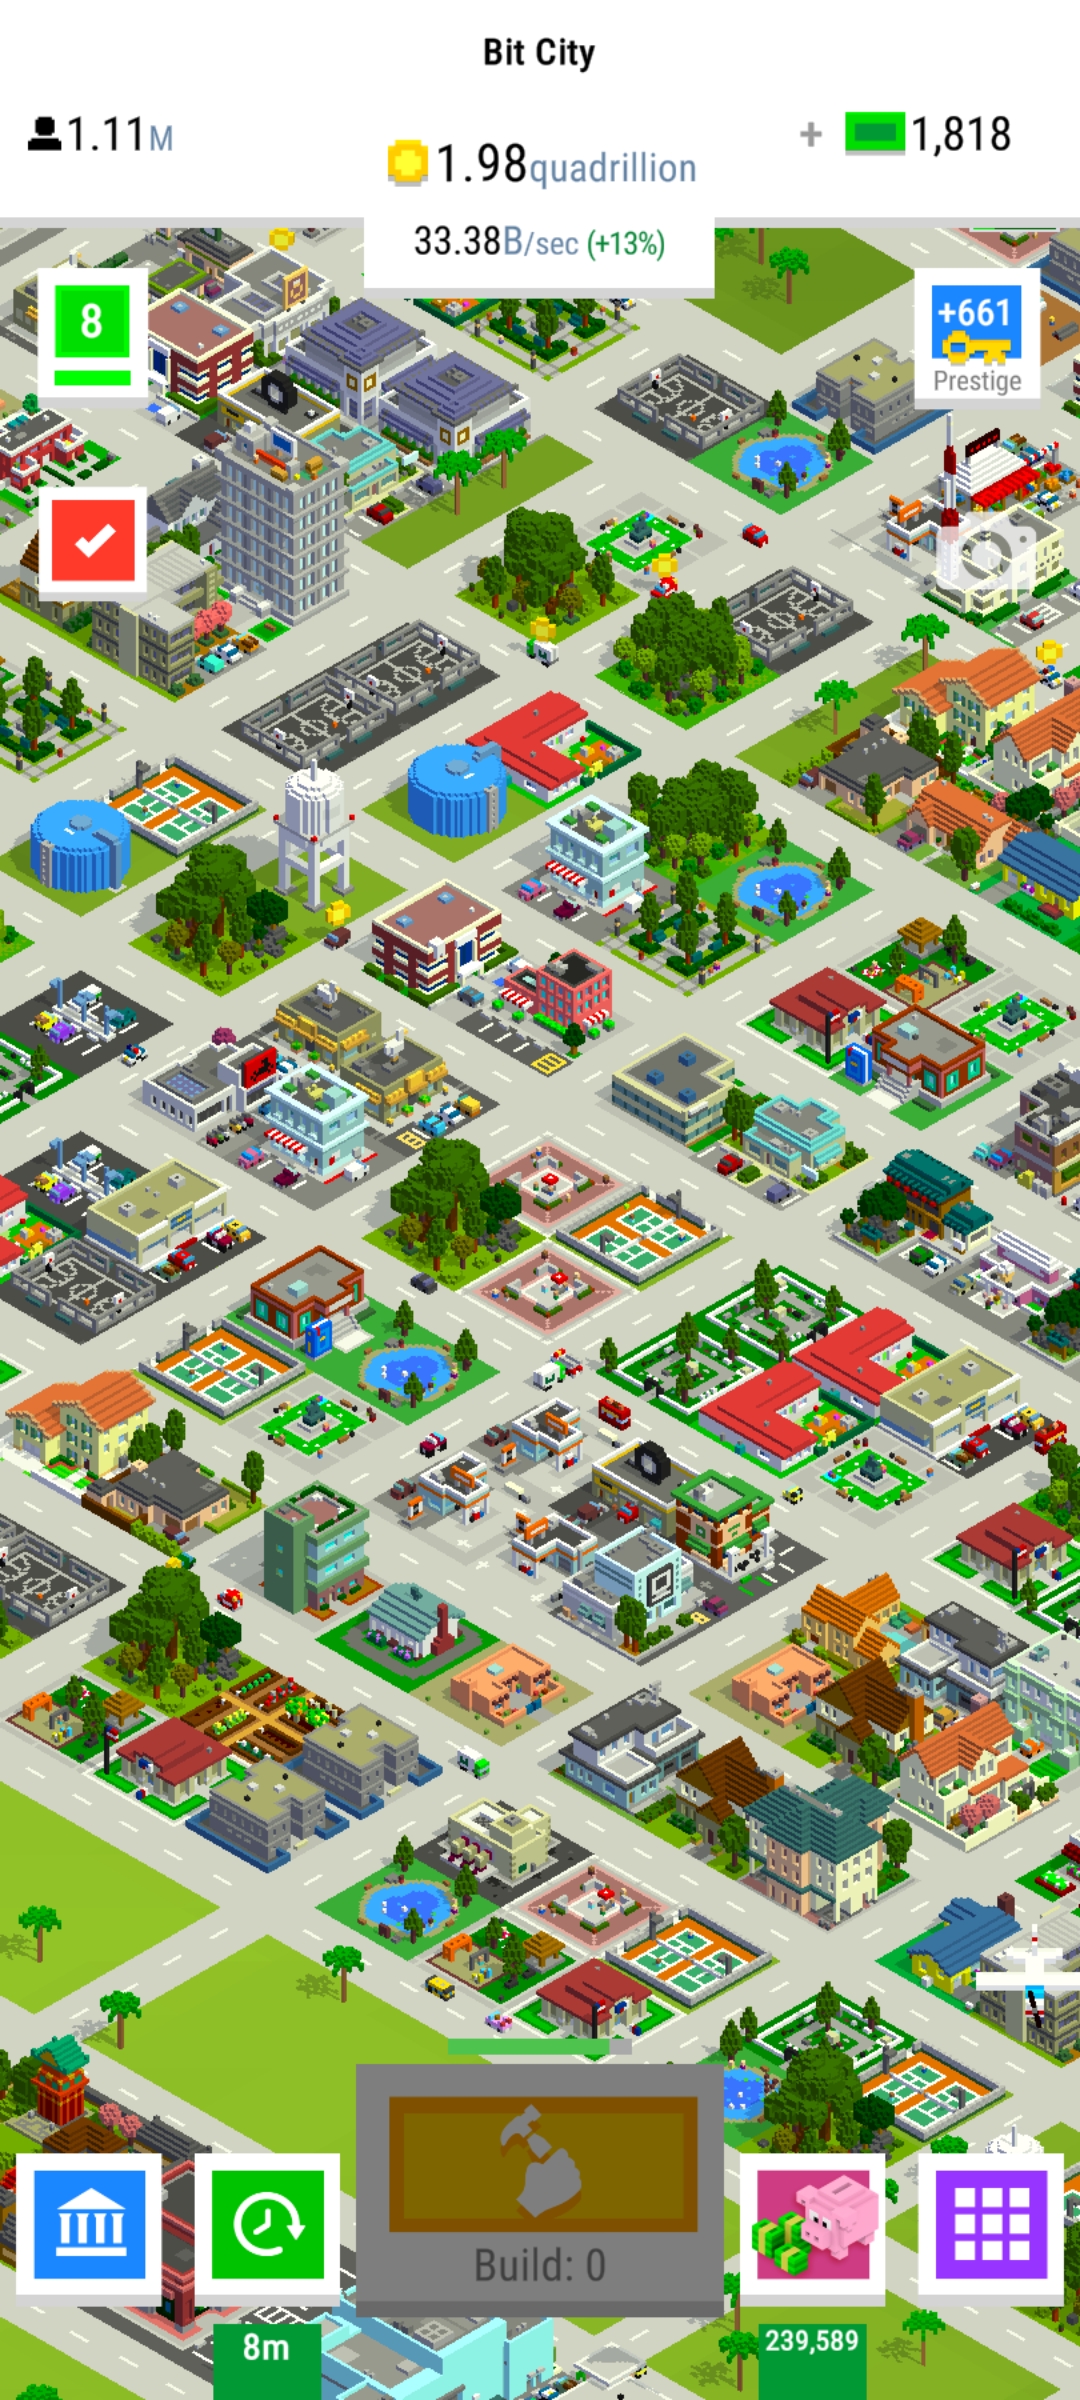 Bit City
1.11M
1.98quadrillion
+ 1,818
33.38B/sec (+13%)
8
+661
Prestige
Build: 0
8m
239,589